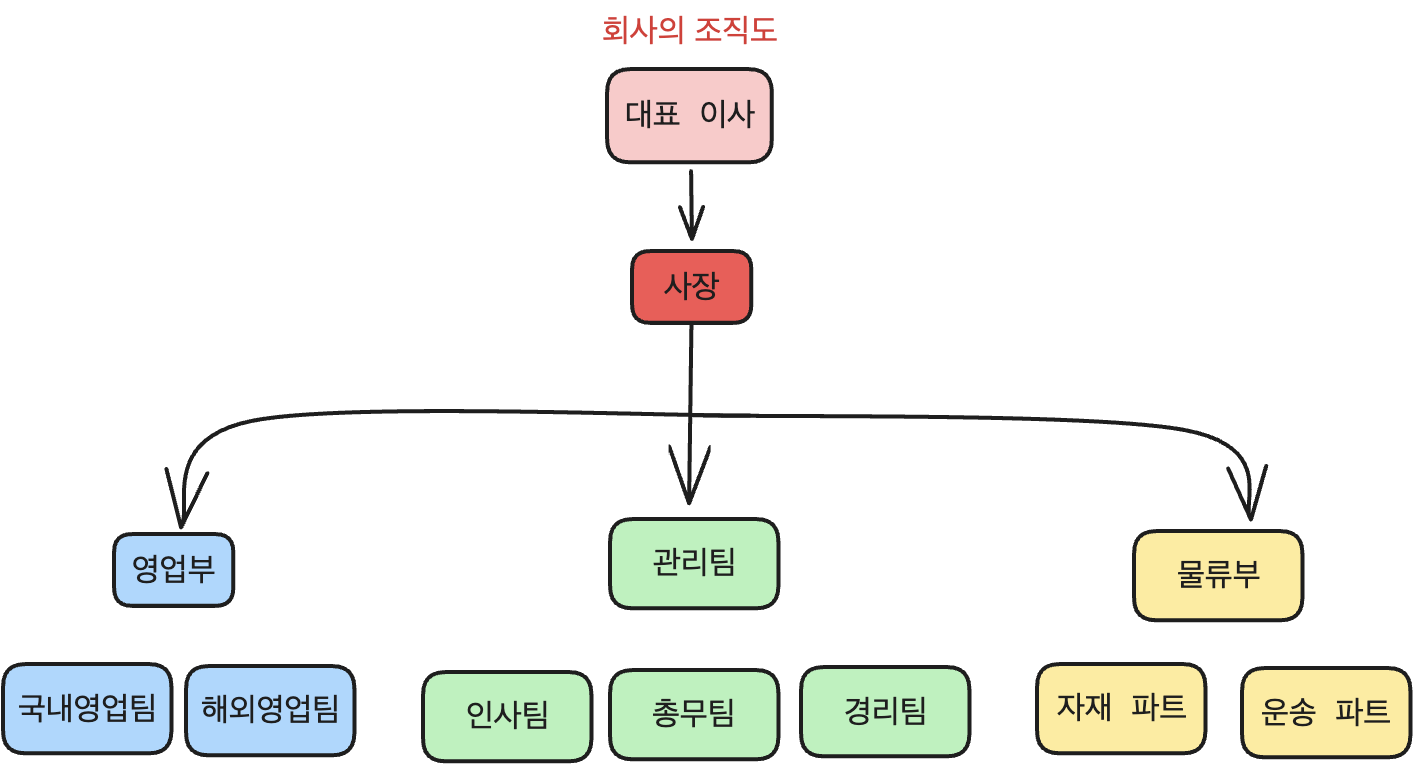 회사의 조직도
대표 이사
사장
영업부
관리팀
물류부
국내영업팀
해외영업팀
인사팀
총무팀
경리팀
자재 파트
운송 파트